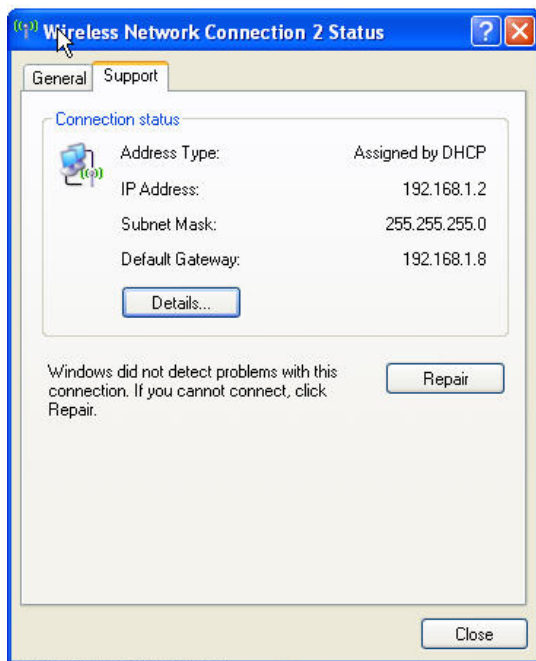 Wireless Network Connection 2 Status
General Support
Connection status
Address Type: Assigned by DHCP
IP Address: 192.168.1.2
Subnet Mask: 255.255.255.0
Default Gateway: 192.168.1.8
Details...
Windows did not detect problems with this
connection. If you cannot connect, click
Repair.
Repair
Close